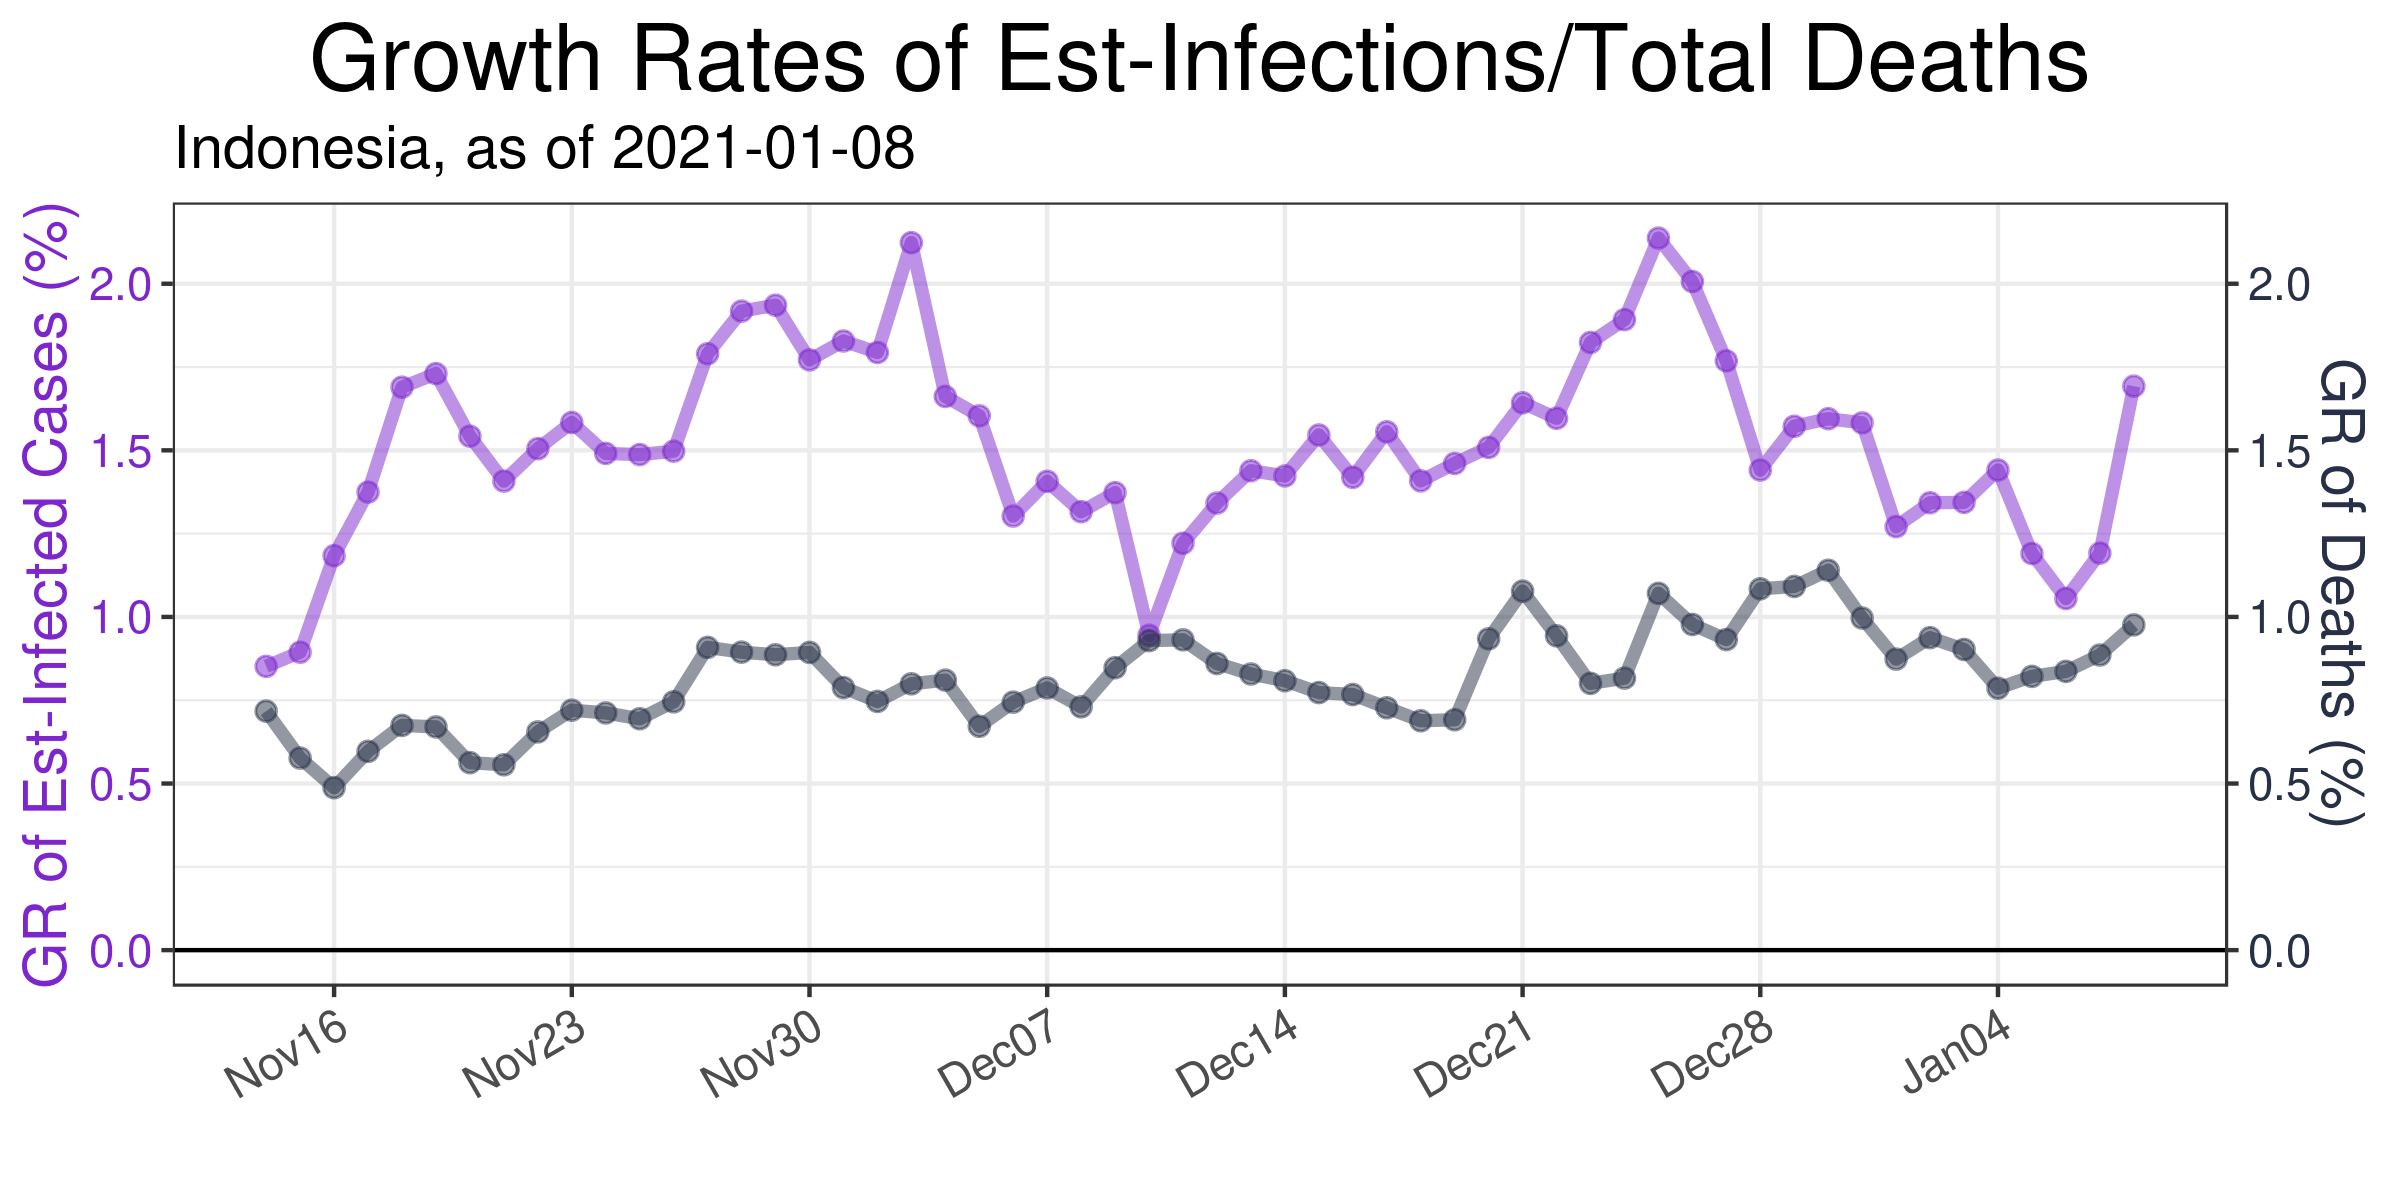 Growth Rates of Est-Infections/Total Deaths
Indonesia, as of 2021-01-08
GR of Est-Infected Cases (%)
2.0
1.5
1.0
0.5
0.0
2.0
1.5
1.0
0.5
0.0
GR of Deaths (%)
Nov16
Nov23
Nov30
Dec07
Dec14
Dec21
Dec28
Jan04